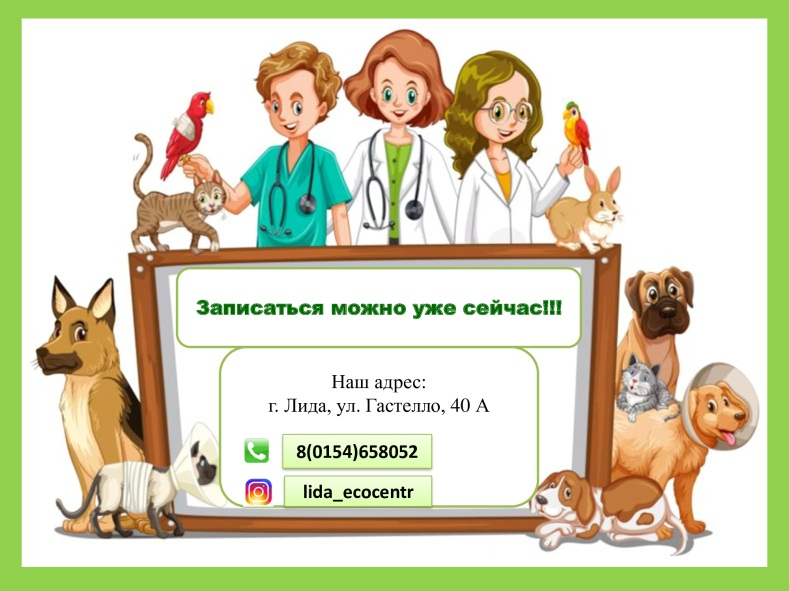 Записаться можно уже сейчас!!!
Наш адрес:
г. Лида, ул. Гастелло, 40 А
8(0154)658052
lida_ecocentr